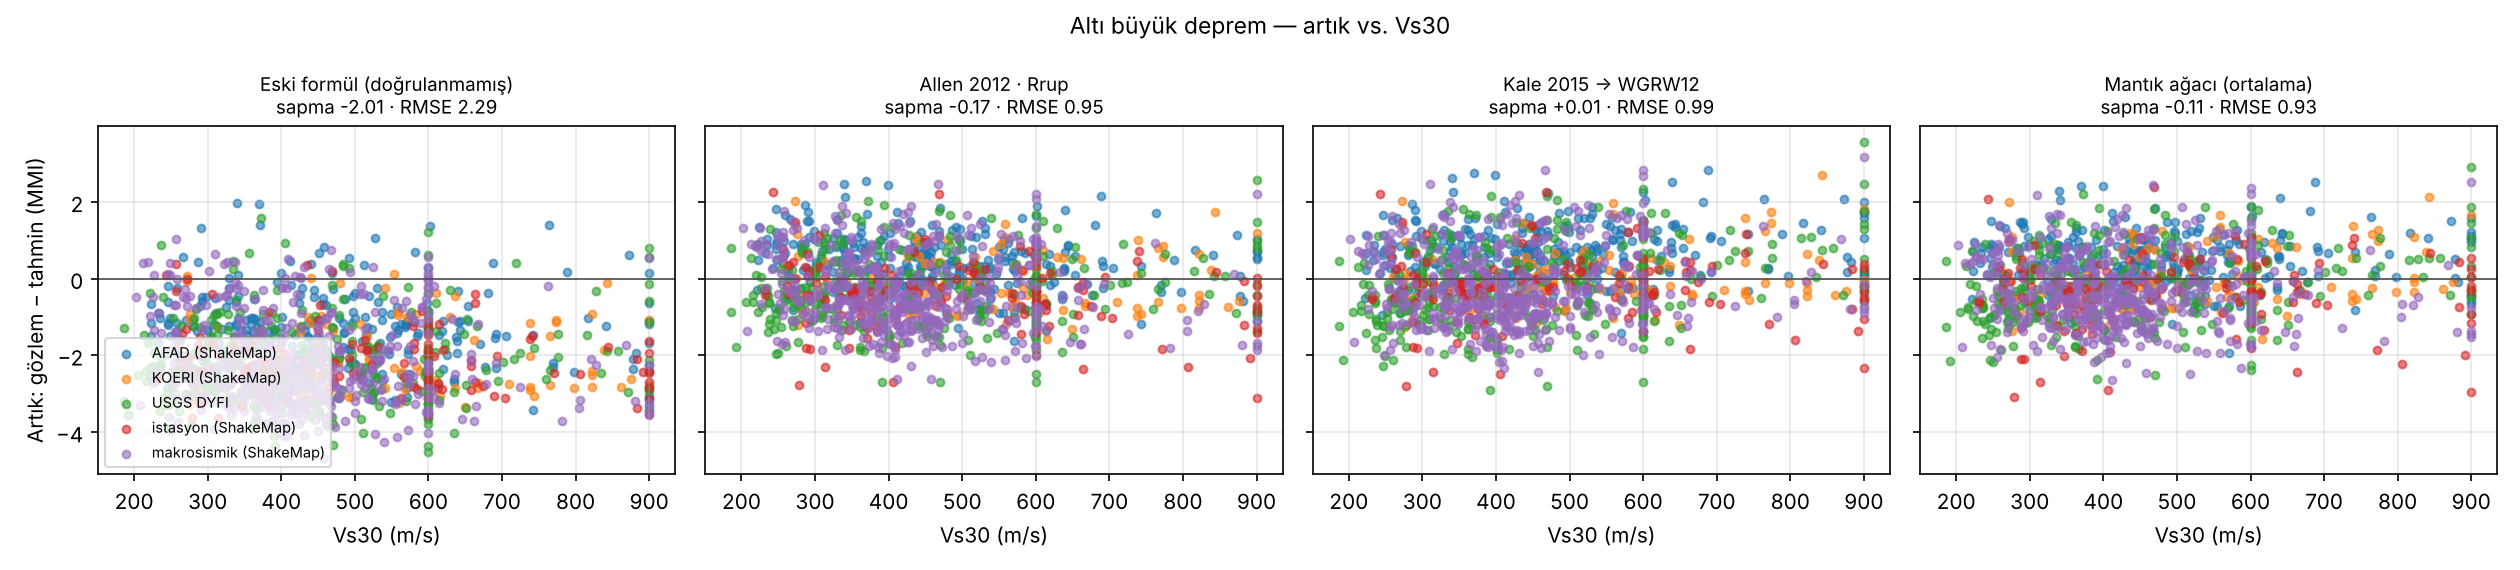 Altı büyük deprem — artık vs. Vs30
Eski formül (doğrulanmamış)
sapma -2.01 · RMSE 2.29
Allen 2012 · Rrup
sapma -0.17 · RMSE 0.95
Kale 2015 → WGRW12
sapma +0.01 · RMSE 0.99
Mantık ağacı (ortalama)
sapma -0.11 · RMSE 0.93
Artık: gözlem − tahmin (MMI)
2
0
−2
−4
AFAD (ShakeMap)
KOERI (ShakeMap)
USGS DYFI
istasyon (ShakeMap)
makrosismik (ShakeMap)
200 300 400 500 600 700 800 900
200 300 400 500 600 700 800 900
200 300 400 500 600 700 800 900
200 300 400 500 600 700 800 900
Vs30 (m/s)
Vs30 (m/s)
Vs30 (m/s)
Vs30 (m/s)